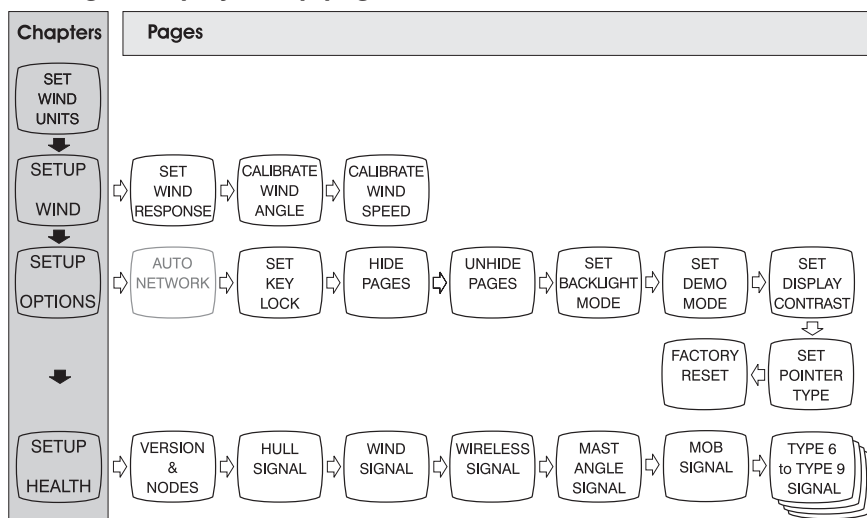 Chapters
Pages
SET
WIND
UNITS
SETUP
WIND
SET
WIND
RESPONSE
CALIBRATE
WIND
ANGLE
CALIBRATE
WIND
SPEED
SETUP
OPTIONS
AUTO
NETWORK
SET
KEY
LOCK
HIDE
PAGES
UNHIDE
PAGES
SET
BACKLIGHT
MODE
SET
DEMO
MODE
SET
DISPLAY
CONTRAST
SET
POINTER
TYPE
FACTORY
RESET
SETUP
HEALTH
VERSION
&
NODES
HULL
SIGNAL
WIND
SIGNAL
WIRELESS
SIGNAL
MAST
ANGLE
SIGNAL
MOB
SIGNAL
TYPE 6
to TYPE 9
SIGNAL